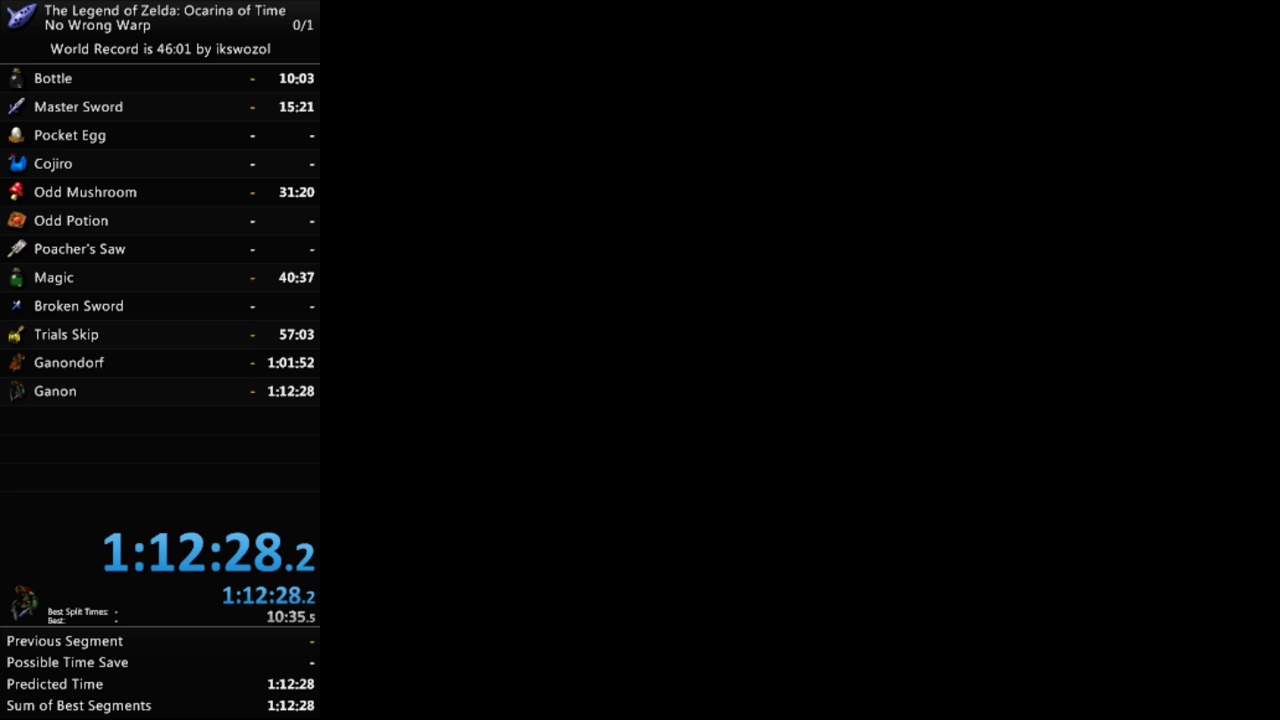 The Legend of Zelda: Ocarina of Time
No Wrong Warp 0/1
World Record is 46:01 by ikswozol
Bottle - 10:03
Master Sword - 15:21
Pocket Egg - -
Cojiro - -
Odd Mushroom - 31:20
Odd Potion - -
Poacher's Saw - -
Magic - 40:37
Broken Sword - -
Trials Skip - 57:03
Ganondorf - 1:01:52
Ganon - 1:12:28
1:12:28.2
1:12:28.2
Best Split Times: -
Best: -
10:35.5
Previous Segment -
Possible Time Save -
Predicted Time 1:12:28
Sum of Best Segments 1:12:28